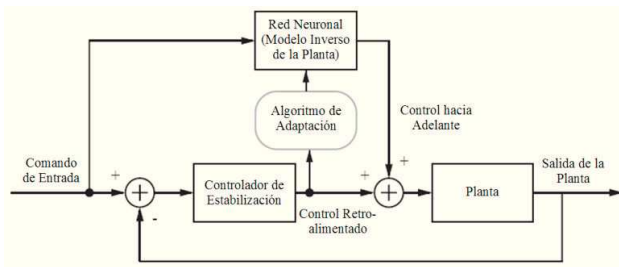 Red Neuronal
(Modelo Inverso
de la Planta)
Algoritmo de
Adaptación
Control hacia
Adelante
Comando
de Entrada
+
+
+
-
Controlador de
Estabilización
Control Retro-
alimentado
Planta
Salida de la
Planta